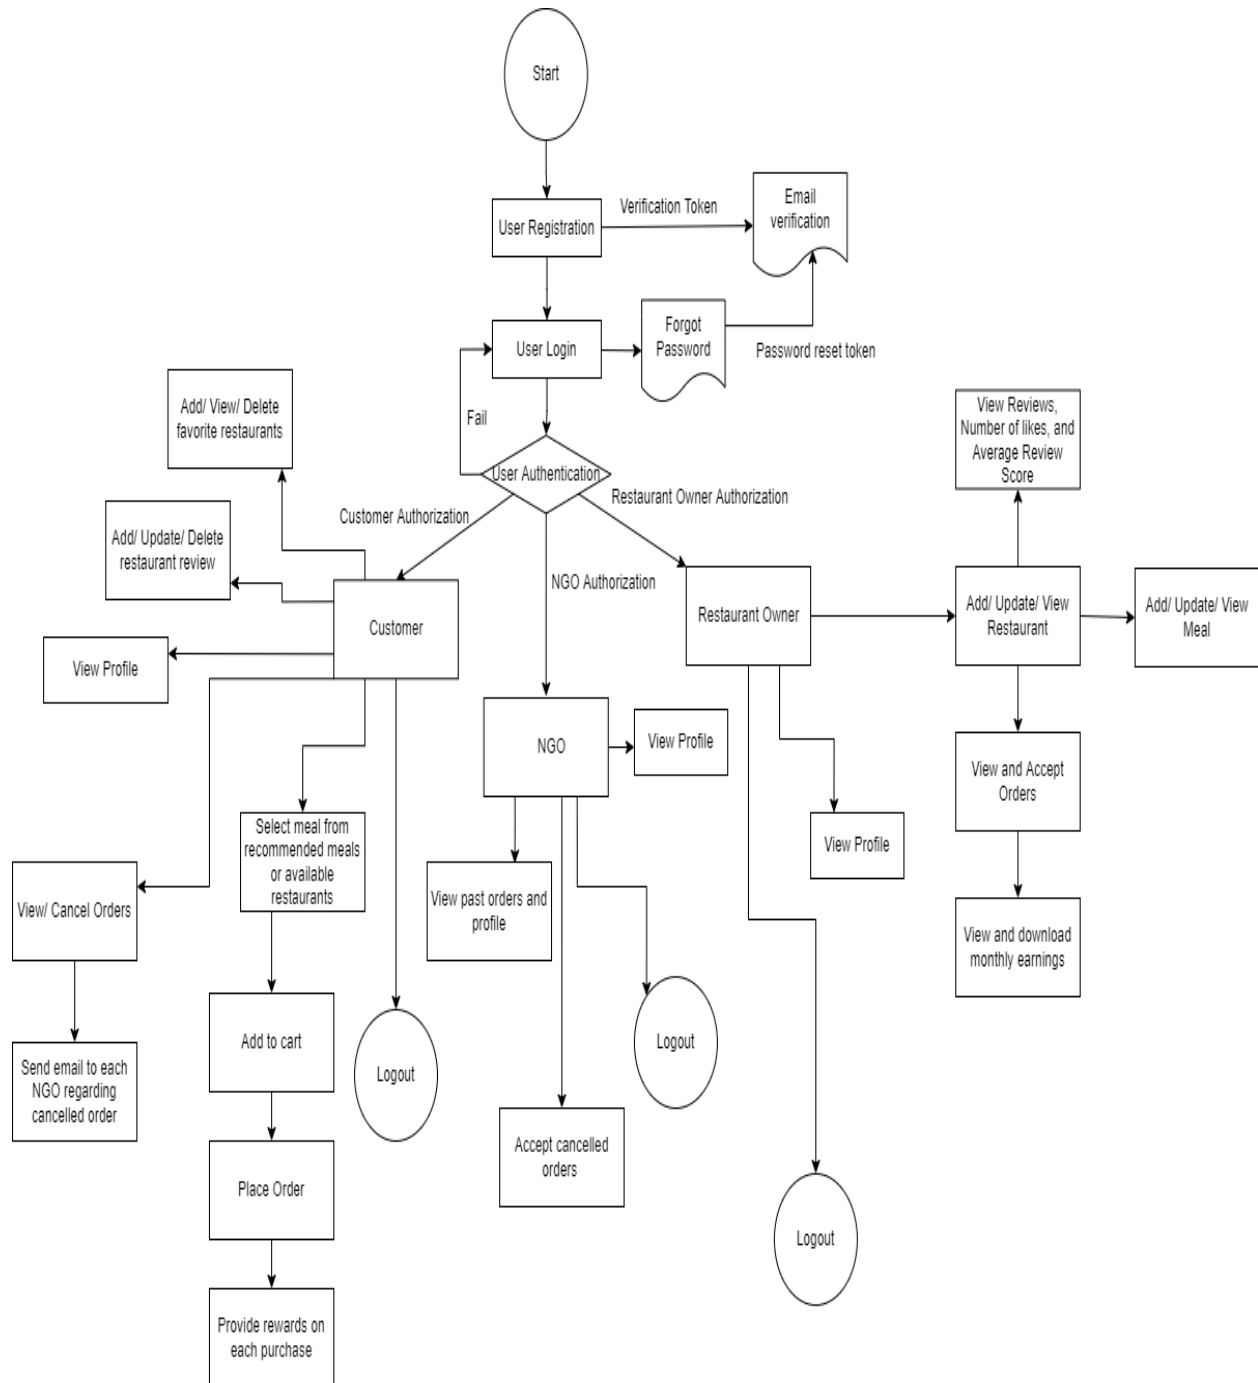 Start
User Registration
Verification Token
Email
verification
User Login
Forgot
Password
Password reset token
Fail
User Authentication
Add/ View/ Delete
favorite restaurants
View Reviews,
Number of likes, and
Average Review
Score
Customer Authorization
Restaurant Owner Authorization
Add/ Update/ Delete
restaurant review
NGO Authorization
Customer
Restaurant Owner
Add/ Update/ View
Restaurant
Add/ Update/ View
Meal
View Profile
NGO
View Profile
View and Accept
Orders
Select meal from
recommended meals
or available
restaurants
View Profile
View/ Cancel Orders
View past orders and
profile
View and download
monthly earnings
Add to cart
Logout
Logout
Send email to each
NGO regarding
cancelled order
Accept cancelled
orders
Place Order
Logout
Provide rewards on
each purchase